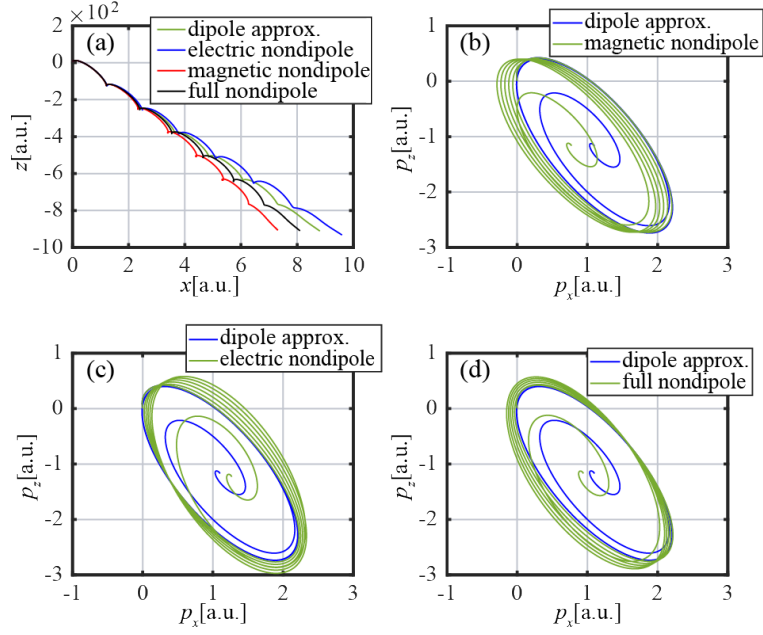 ×10²
2
0
-2
-4
-6
-8
-10
0
2
4
6
8
10
z[a.u.]
x[a.u.]
(a)
dipole approx.
electric nondipole
magnetic nondipole
full nondipole
1
0
-1
-2
-3
-1
0
1
2
3
p_z[a.u.]
p_x[a.u.]
(b)
dipole approx.
magnetic nondipole
1
0
-1
-2
-3
-1
0
1
2
3
p_z[a.u.]
p_x[a.u.]
(c)
dipole approx.
electric nondipole
1
0
-1
-2
-3
-1
0
1
2
3
p_z[a.u.]
p_x[a.u.]
(d)
dipole approx.
full nondipole